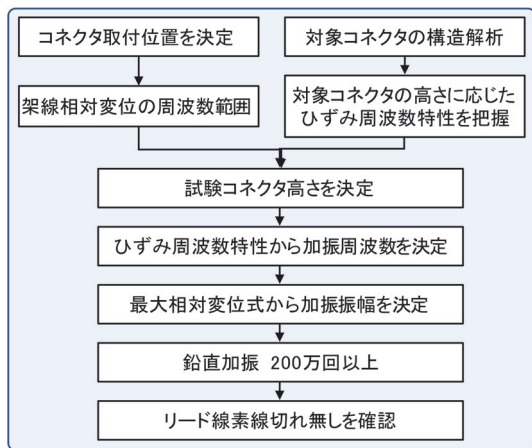 コネクタ取付位置を決定
対象コネクタの構造解析
架線相対変位の周波数範囲
対象コネクタの高さに応じた
ひずみ周波数特性を把握
試験コネクタ高さを決定
ひずみ周波数特性から加振周波数を決定
最大相対変位式から加振振幅を決定
鉛直加振 200万回以上
リード線素線切れ無しを確認